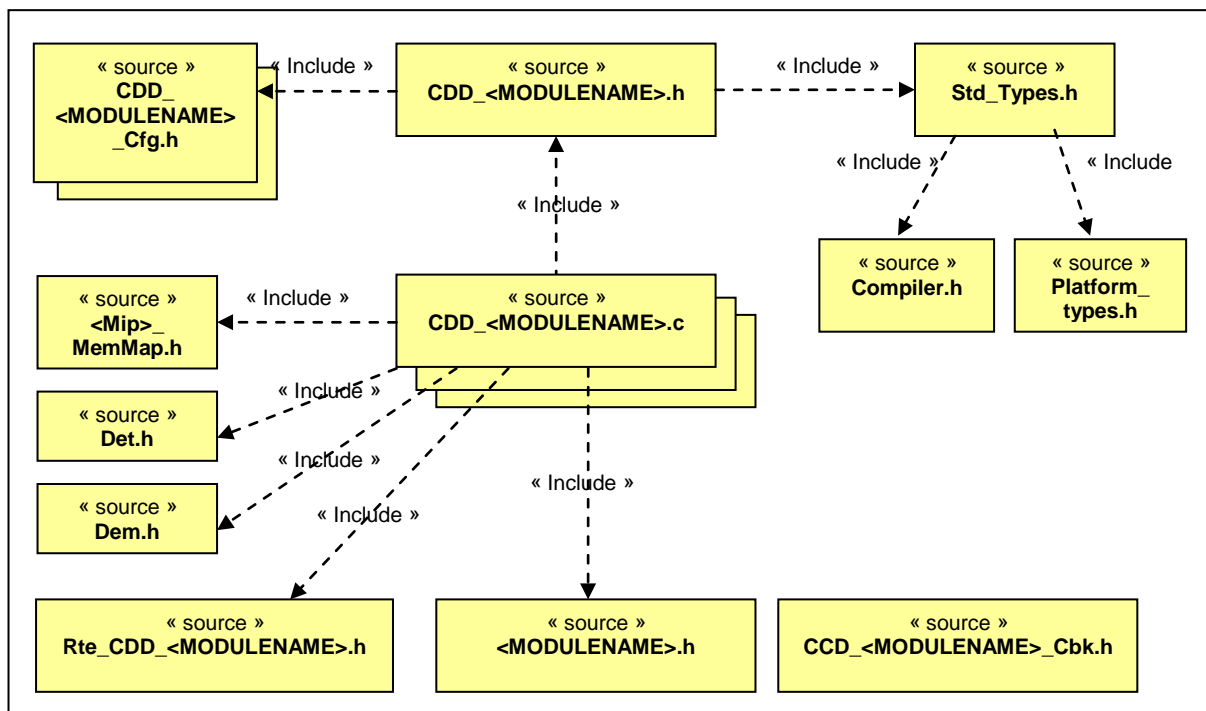 « source »
CDD_
<MODULENAME>
_Cfg.h
« Include »
« source »
CDD_<MODULENAME>.h
« Include »
« source »
Std_Types.h
« Include »
« Include
« Include »
« source »
Compiler.h
« source »
Platform_
types.h
« source »
<Mip>_
MemMap.h
« Include »
« source »
CDD_<MODULENAME>.c
« source »
Det.h
« Include »
« source »
Dem.h
« Include »
« Include »
« Include »
« source »
Rte_CDD_<MODULENAME>.h
« source »
<MODULENAME>.h
« source »
CCD_<MODULENAME>_Cbk.h